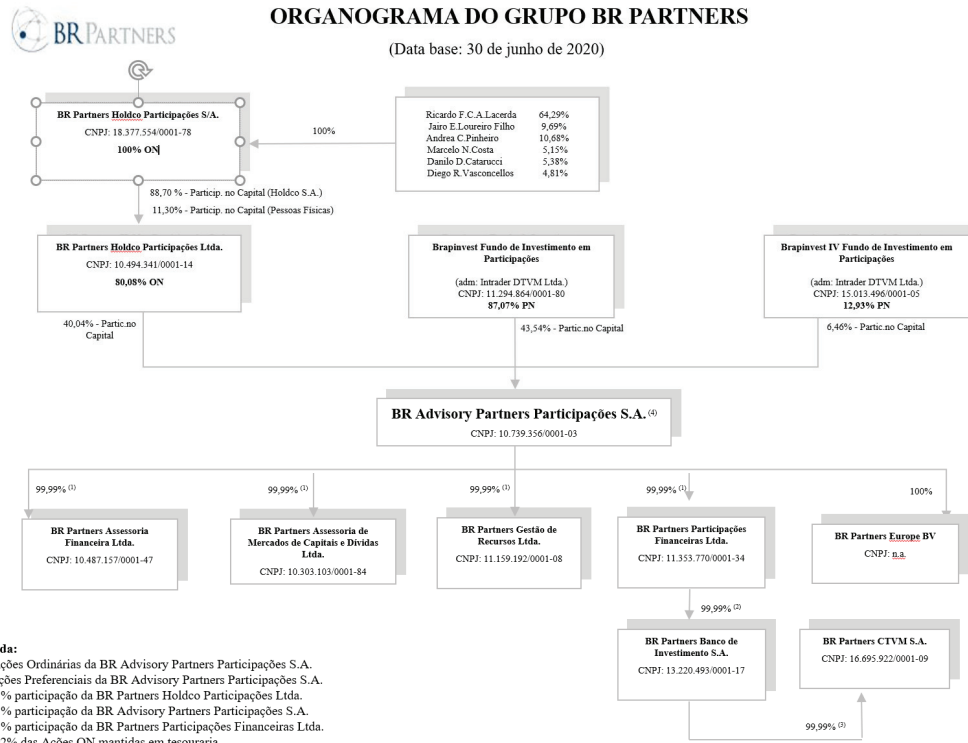 BR PARTNERS
ORGANOGRAMA DO GRUPO BR PARTNERS
(Data base: 30 de junho de 2020)
BR Partners Holdco Participações S/A.
CNPJ: 18.377.554/0001-78
100% ON
100%
Ricardo F.C.A.Lacerda 64,29%
Jairo E.Loureiro Filho 9,69%
Andrea C.Pinheiro 10,68%
Marcelo N.Costa 5,15%
Danilo D.Catarucci 5,38%
Diego R.Vasconcellos 4,81%
88,70 % - Particip. no Capital (Holdco S.A.)
11,30% - Particip. no Capital (Pessoas Físicas)
BR Partners Holdco Participações Ltda.
CNPJ: 10.494.341/0001-14
80,08% ON
Brapinvest Fundo de Investimento em
Participações
(adm: Intrader DTVM Ltda.)
CNPJ: 11.294.864/0001-80
87,07% PN
Brapinvest IV Fundo de Investimento em
Participações
(adm: Intrader DTVM Ltda.)
CNPJ: 15.013.496/0001-05
12,93% PN
40,04% - Partic.no
Capital
43,54% - Partic.no Capital
6,46% - Partic.no Capital
BR Advisory Partners Participações S.A. (4)
CNPJ: 10.739.356/0001-03
99,99% (1)
99,99% (1)
99,99% (1)
99,99% (1)
100%
BR Partners Assessoria
Financeira Ltda.
CNPJ: 10.487.157/0001-47
BR Partners Assessoria de
Mercados de Capitais e Dívidas
Ltda.
CNPJ: 10.303.103/0001-84
BR Partners Gestão de
Recursos Ltda.
CNPJ: 11.159.192/0001-08
BR Partners Participações
Financeiras Ltda.
CNPJ: 11.353.770/0001-34
BR Partners Europe BV
CNPJ: n.a.
99,99% (2)
BR Partners Banco de
Investimento S.A.
CNPJ: 13.220.493/0001-17
BR Partners CTVM S.A.
CNPJ: 16.695.922/0001-09
99,99% (3)
da:
ções Ordinárias da BR Advisory Partners Participações S.A.
ções Preferenciais da BR Advisory Partners Participações S.A.
% participação da BR Partners Holdco Participações Ltda.
% participação da BR Advisory Partners Participações S.A.
% participação da BR Partners Participações Financeiras Ltda.
2% das Ações ON mantidas em tesouraria